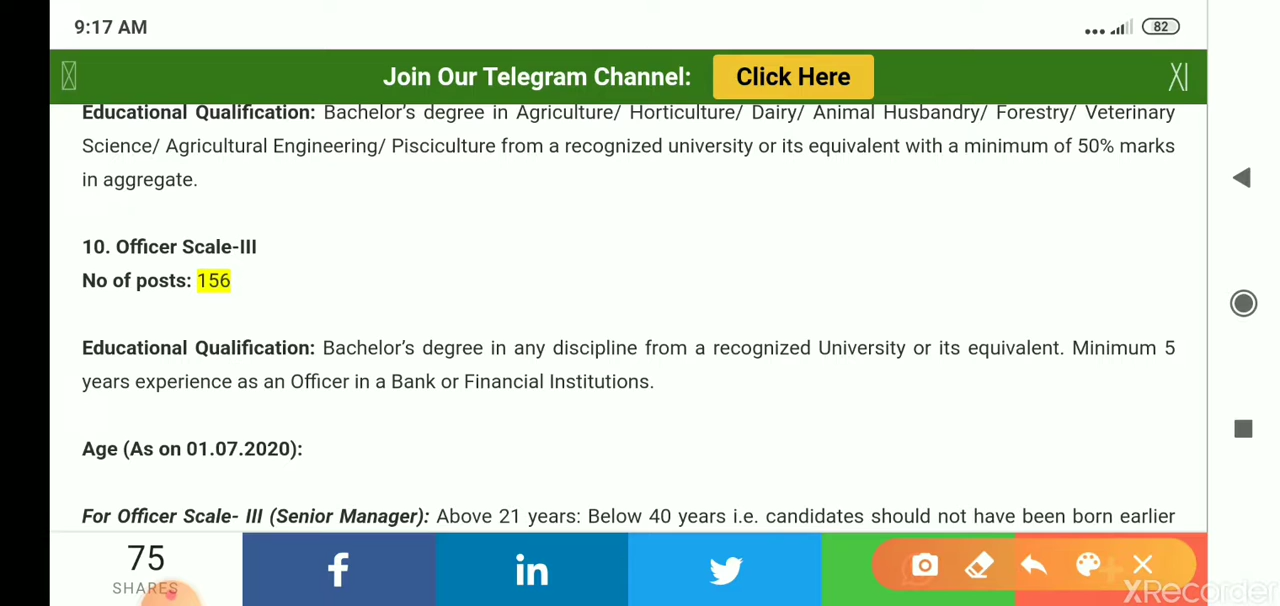 9:17 AM
82
Join Our Telegram Channel: Click Here
Educational Qualification: Bachelor's degree in Agriculture/ Horticulture/ Dairy/ Animal Husbandry/ Forestry/ Veterinary
Science/ Agricultural Engineering/ Pisciculture from a recognized university or its equivalent with a minimum of 50% marks
in aggregate.
10. Officer Scale-III
No of posts: 156
Educational Qualification: Bachelor's degree in any discipline from a recognized University or its equivalent. Minimum 5
years experience as an Officer in a Bank or Financial Institutions.
Age (As on 01.07.2020):
For Officer Scale- III (Senior Manager): Above 21 years: Below 40 years i.e. candidates should not have been born earlier
75
SHARES
XRecorder